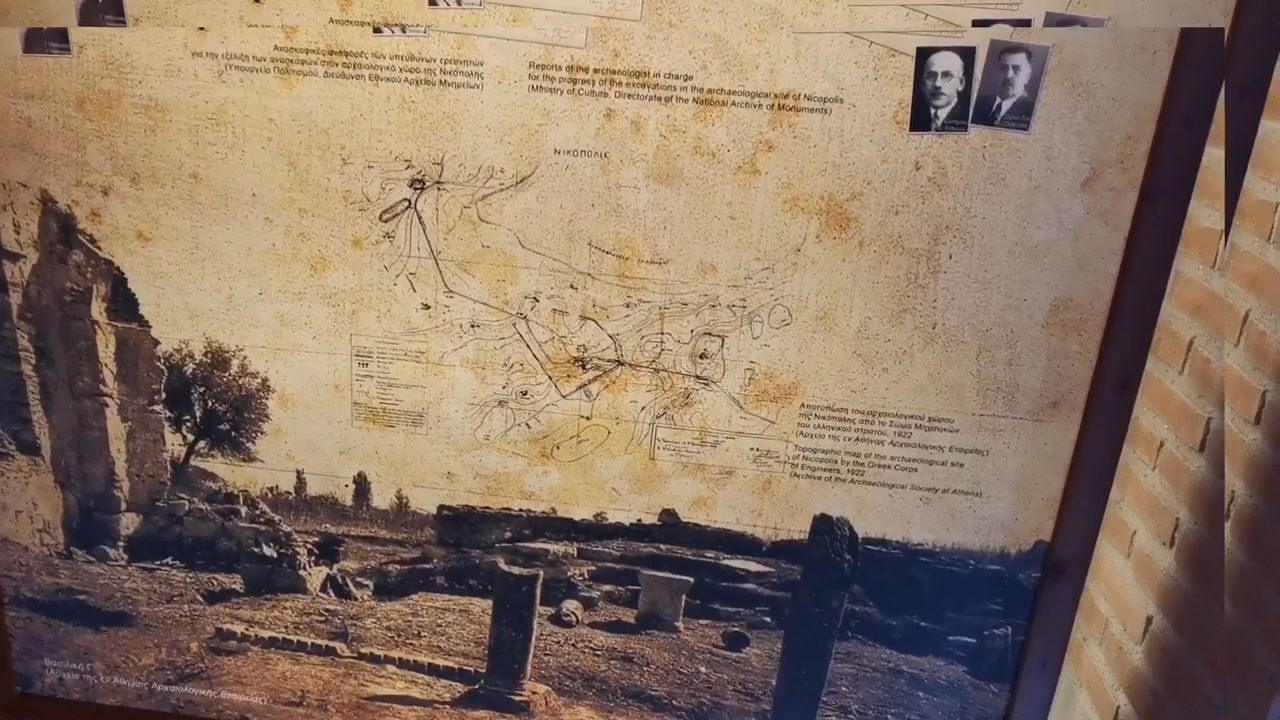 Ανασκαφικές αναφορές των υπεύθυνων ερευνητών
για την εξέλιξη των ανασκαφών στον αρχαιολογικό χώρο της Νικόπολης
(Υπουργείο Πολιτισμού, Διεύθυνση Εθνικού Αρχείου Μνημείων)
Reports of the archaeologist in charge
for the progress of the excavations in the archaeological site of Nicopolis
(Ministry of Culture, Directorate of the National Archive of Monuments)
ΝΙΚΟΠΟΛΙΣ
Αποτύπωση του αρχαιολογικού χώρου
της Νικόπολης από το Σώμα Μηχανικών
του ελληνικού στρατού, 1922
(Αρχείο της εν Αθήναις Αρχαιολογικής Εταιρείας)
Topographic map of the archaeological site
of Nicopolis by the Greek Corps
of Engineers, 1922
(Archive of the Archaeological Society at Athens)
Βασιλική Γ
(Αρχείο της εν Αθήναις Αρχαιολογικής Εταιρείας)